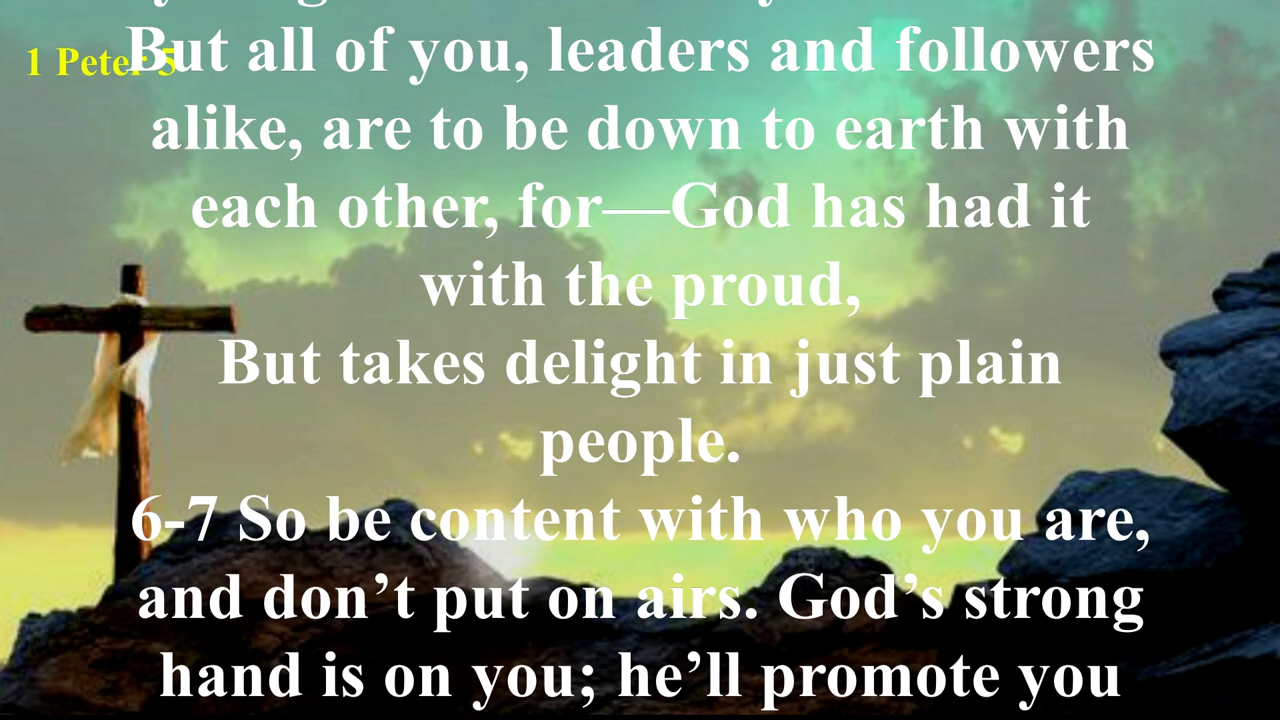 1 Peter 5
But all of you, leaders and followers
alike, are to be down to earth with
each other, for—God has had it
with the proud,
But takes delight in just plain
people.
6-7 So be content with who you are,
and don’t put on airs. God’s strong
hand is on you; he’ll promote you